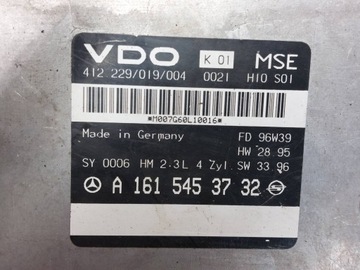 VDO K 01 MSE
412.229/019/004 0021 H10 S01
*M007G60L10016*
Made in Germany FD 96W39
HW 28.95
SY 0006 HM 2.3L 4 Zyl. SW 33.96
A 161 545 37 32